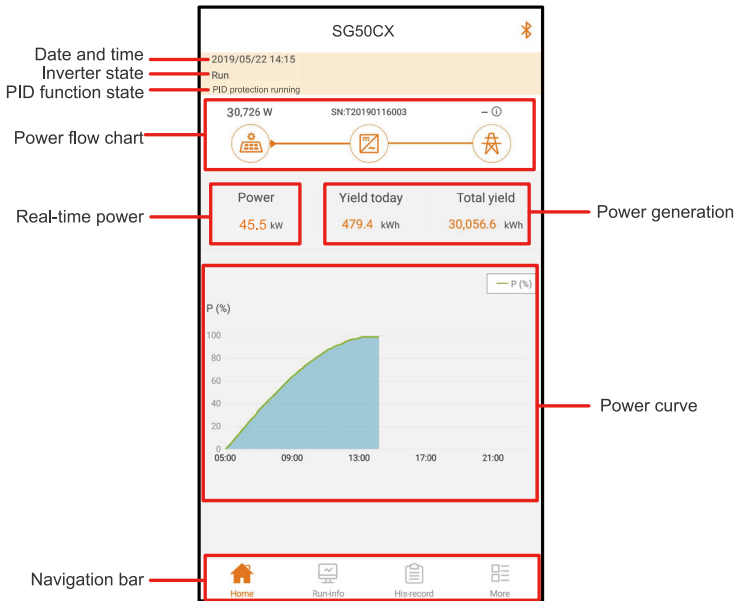 SG50CX
Date and time
2019/05/22 14:15
Inverter state
Run
PID function state
PID protection running
Power flow chart
30,726 W
SN:T20190116003
–
Real-time power
Power
45.5 kW
Yield today
479.4 kWh
Total yield
30,056.6 kWh
Power generation
P (%)
P (%)
100
80
60
40
20
0
05:00 09:00 13:00 17:00 21:00
Power curve
Navigation bar
Home Run-info His-record More